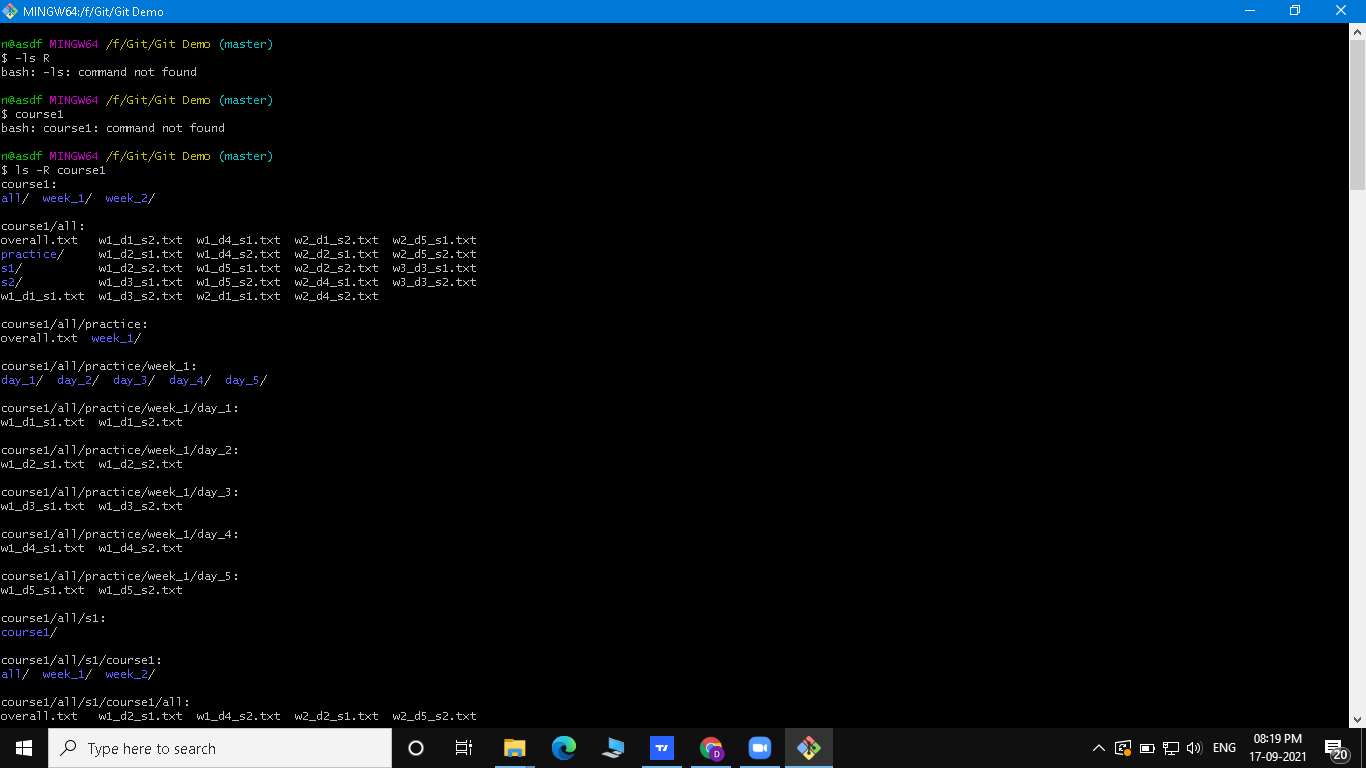 MINGW64:/f/Git/Git Demo
m@asdf MINGW64 /f/Git/Git Demo (master)
$ -ls R
bash: -ls: command not found
m@asdf MINGW64 /f/Git/Git Demo (master)
$ course1
bash: course1: command not found
m@asdf MINGW64 /f/Git/Git Demo (master)
$ ls -R course1
course1:
all/  week_1/  week_2/
course1/all:
overall.txt   w1_d1_s2.txt  w1_d4_s1.txt  w2_d1_s2.txt  w2_d5_s1.txt
practice/     w1_d2_s1.txt  w1_d4_s2.txt  w2_d2_s1.txt  w2_d5_s2.txt
s1/           w1_d2_s2.txt  w1_d5_s1.txt  w2_d2_s2.txt  w3_d3_s1.txt
s2/           w1_d3_s1.txt  w1_d5_s2.txt  w2_d4_s1.txt  w3_d3_s2.txt
w1_d1_s1.txt  w1_d3_s2.txt  w2_d1_s1.txt  w2_d4_s2.txt
course1/all/practice:
overall.txt  week_1/
course1/all/practice/week_1:
day_1/  day_2/  day_3/  day_4/  day_5/
course1/all/practice/week_1/day_1:
w1_d1_s1.txt  w1_d1_s2.txt
course1/all/practice/week_1/day_2:
w1_d2_s1.txt  w1_d2_s2.txt
course1/all/practice/week_1/day_3:
w1_d3_s1.txt  w1_d3_s2.txt
course1/all/practice/week_1/day_4:
w1_d4_s1.txt  w1_d4_s2.txt
course1/all/practice/week_1/day_5:
w1_d5_s1.txt  w1_d5_s2.txt
course1/all/s1:
course1/
course1/all/s1/course1:
all/  week_1/  week_2/
course1/all/s1/course1/all:
overall.txt   w1_d2_s1.txt  w1_d4_s2.txt  w2_d2_s1.txt  w2_d5_s2.txt
Type here to search
D
ENG
08:19 PM
17-09-2021
20